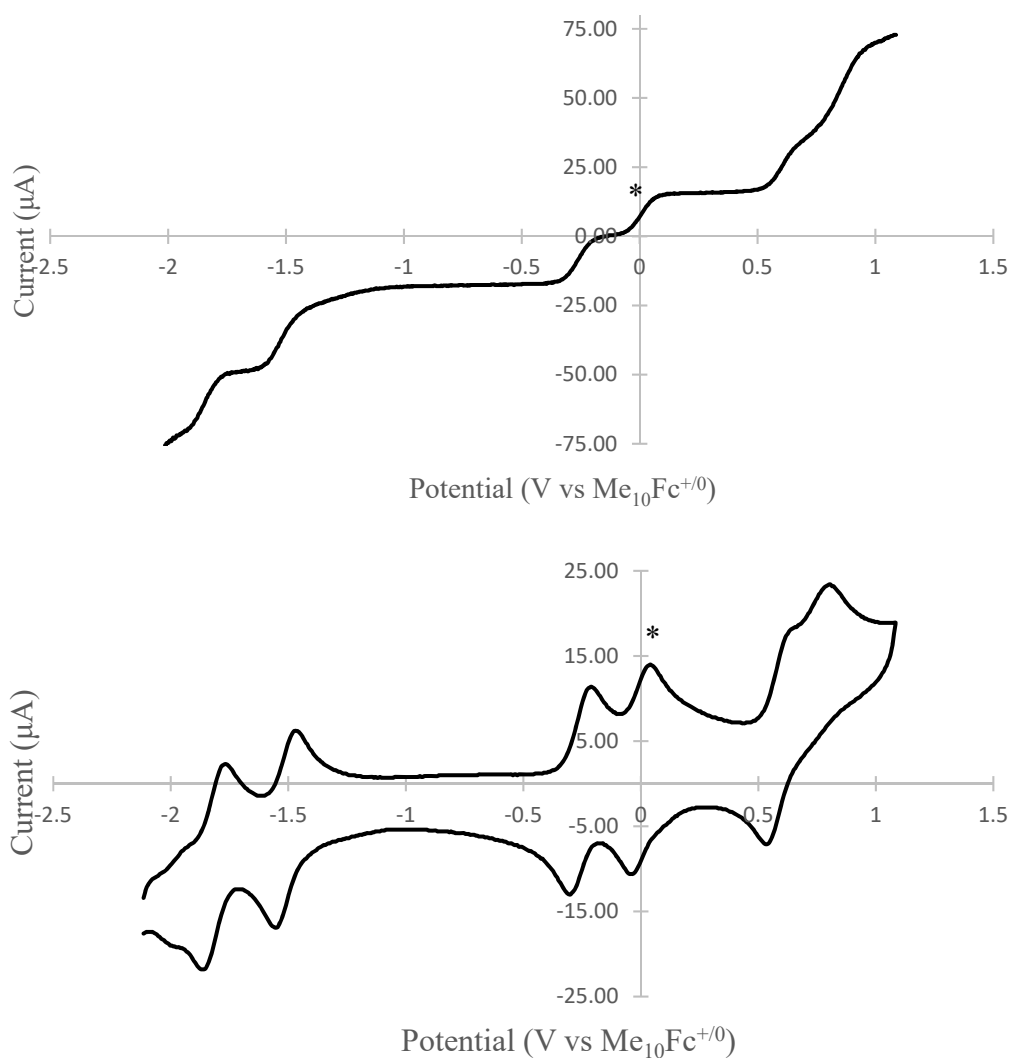 75.00
50.00
25.00
*
0.00
-2.5 -2 -1.5 -1 -0.5 0 0.5 1 1.5
-25.00
-50.00
-75.00
Current (μA)
Potential (V vs Me₁₀Fc⁺/⁰)
25.00
*
15.00
5.00
-2.5 -2 -1.5 -1 -0.5 0 0.5 1 1.5
-5.00
-15.00
-25.00
Current (μA)
Potential (V vs Me₁₀Fc⁺/⁰)